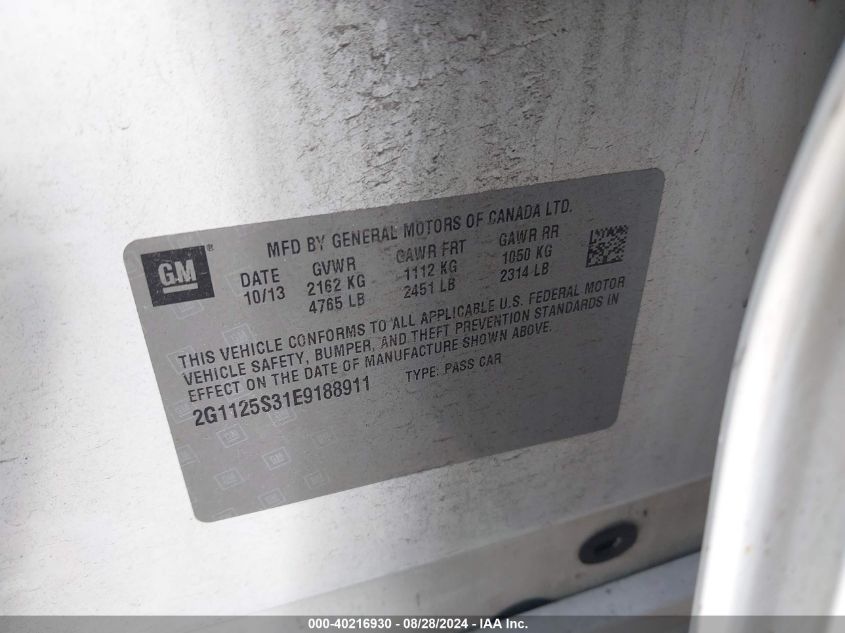 GM®
MFD BY GENERAL MOTORS OF CANADA LTD.
DATE GVWR GAWR FRT GAWR RR
10/13 2162 KG 1112 KG 1050 KG
4765 LB 2451 LB 2314 LB
THIS VEHICLE CONFORMS TO ALL APPLICABLE U.S. FEDERAL MOTOR
VEHICLE SAFETY, BUMPER, AND THEFT PREVENTION STANDARDS IN
EFFECT ON THE DATE OF MANUFACTURE SHOWN ABOVE.
2G1125S31E9188911 TYPE: PASS CAR
000-40216930 - 08/28/2024 - IAA Inc.